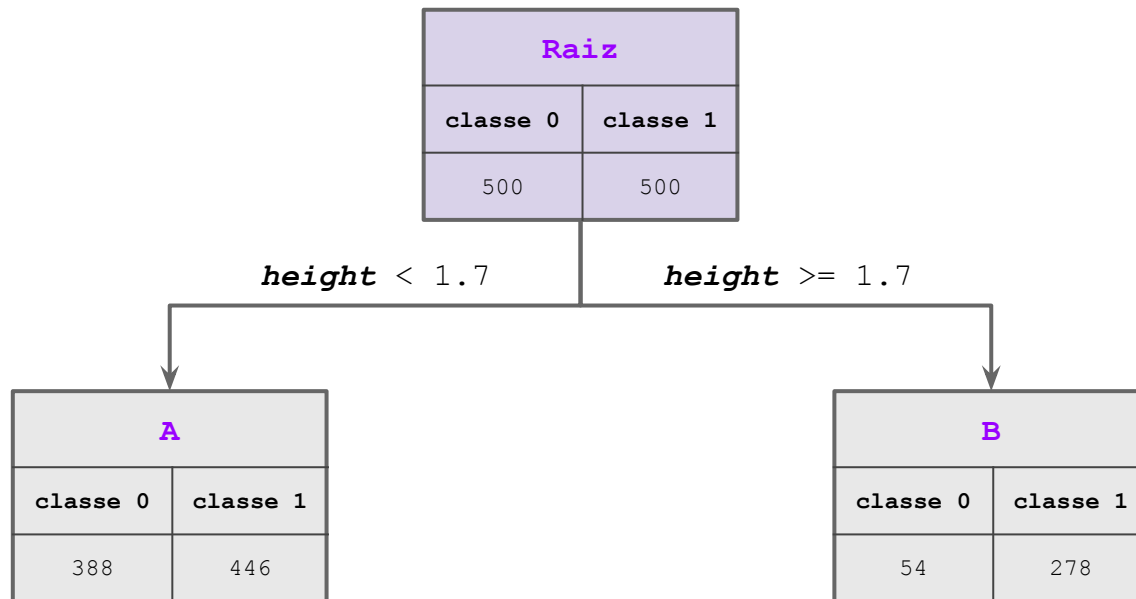 Raiz
classe 0 classe 1
500 500
height < 1.7 height >= 1.7
A B
classe 0 classe 1 classe 0 classe 1
388 446 54 278